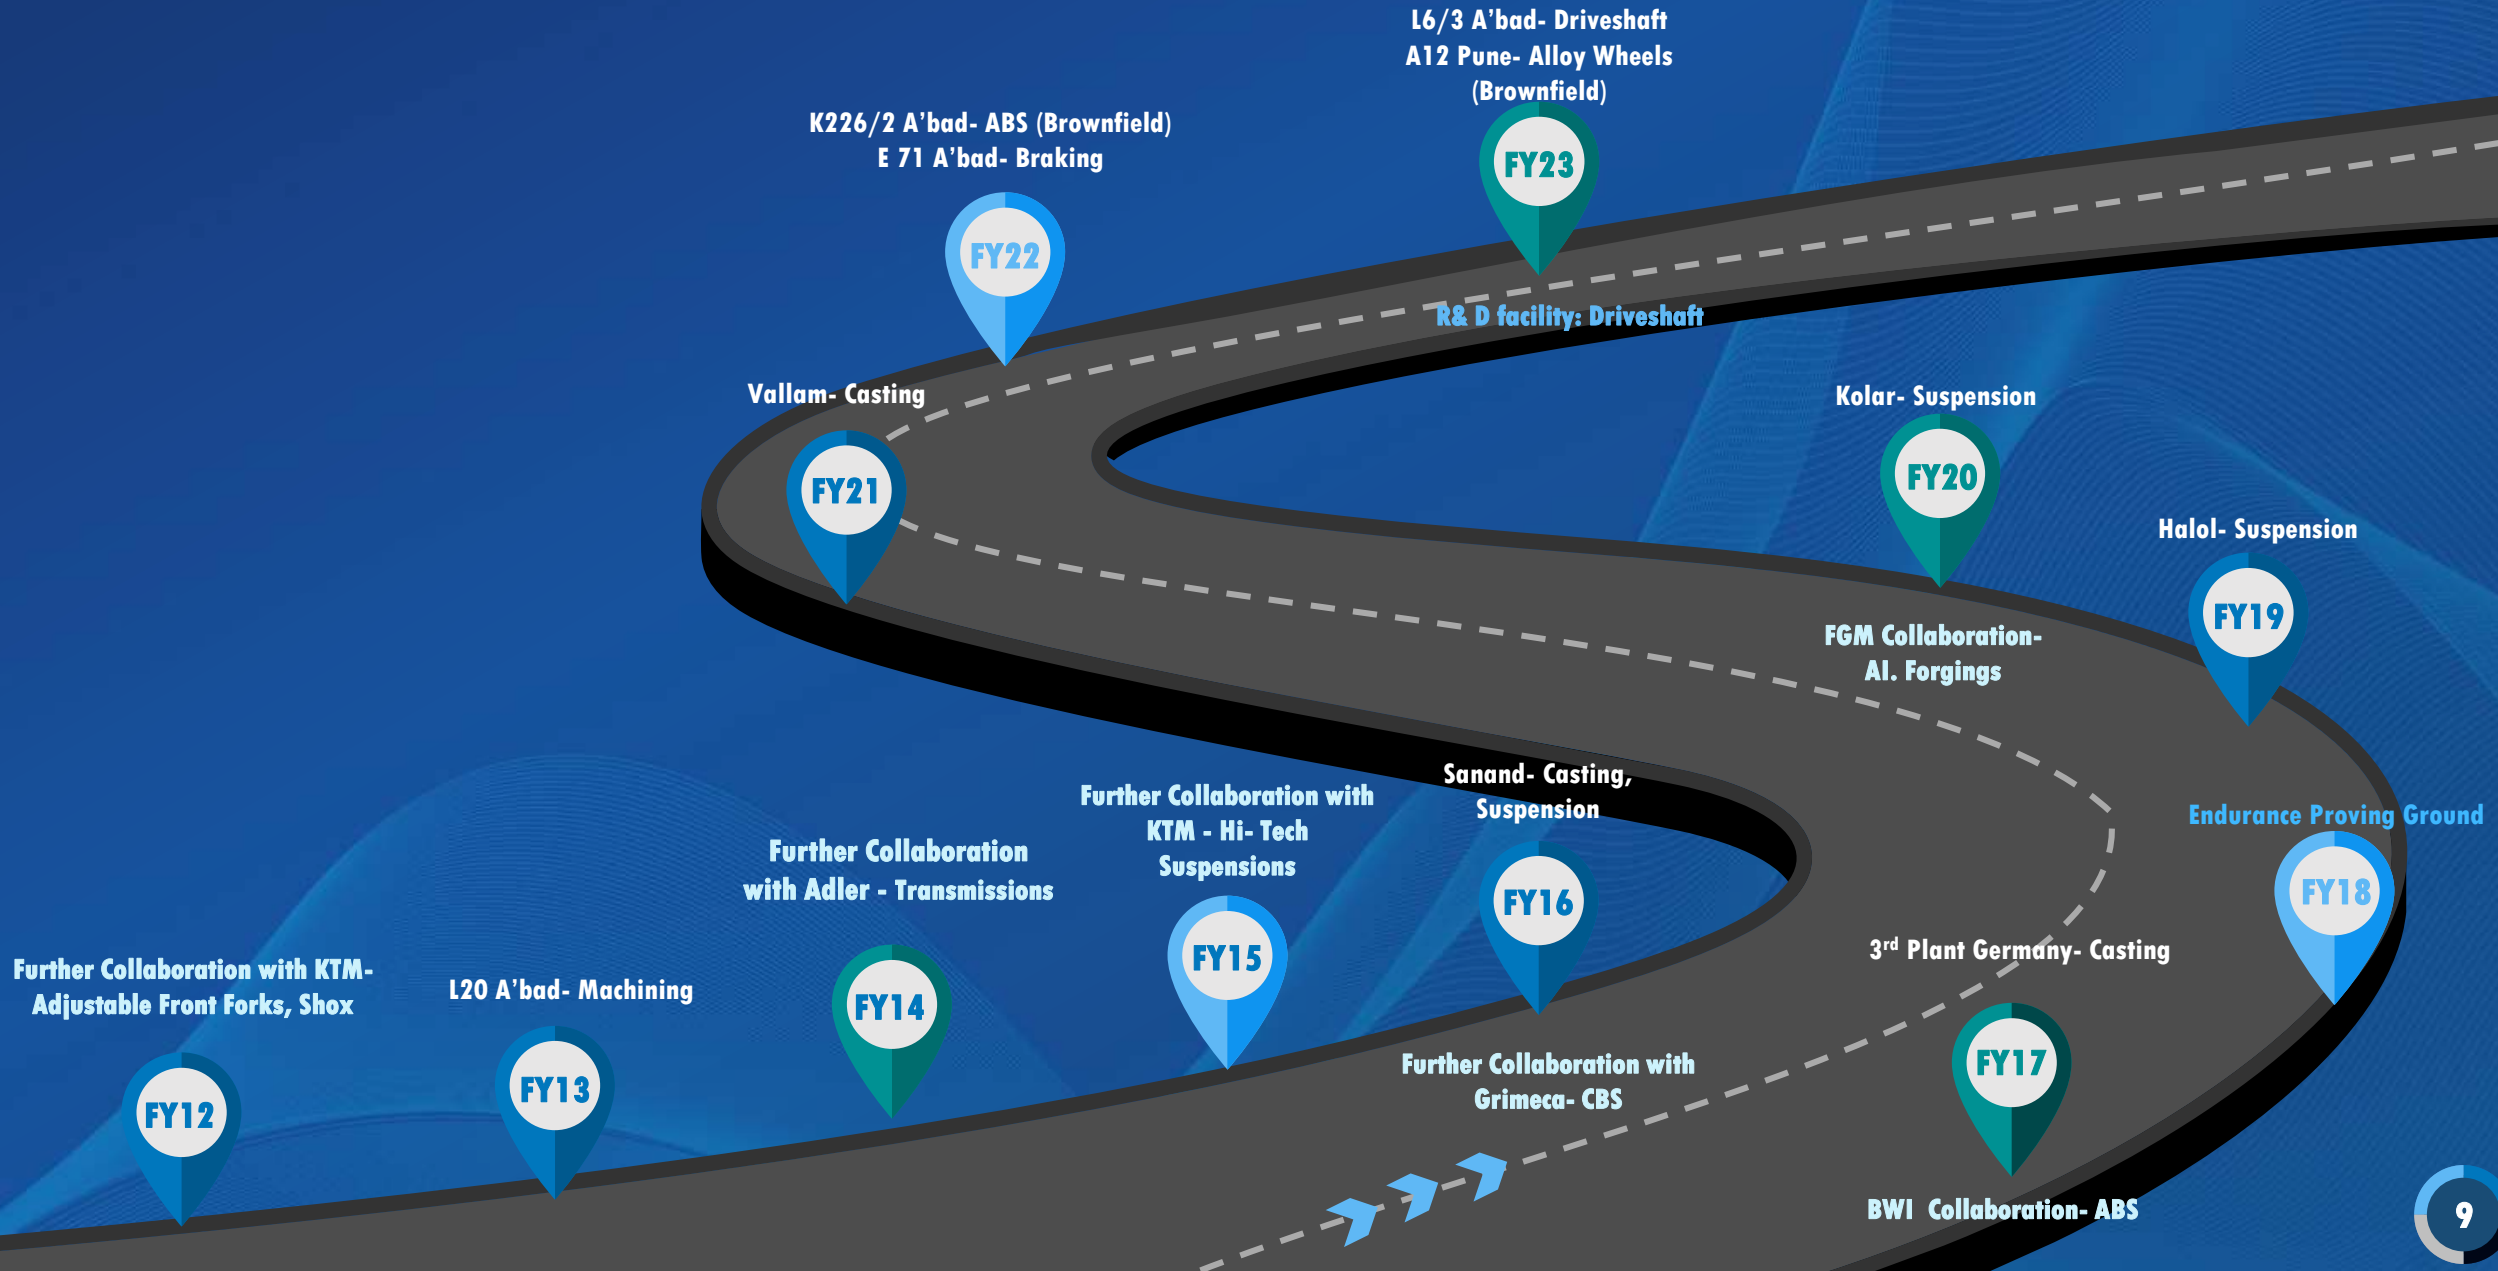 L6/3 A’bad- Driveshaft
A12 Pune- Alloy Wheels
(Brownfield)
FY23
R& D facility: Driveshaft
K226/2 A’bad- ABS (Brownfield)
E 71 A’bad- Braking
FY22
Vallam- Casting
FY21
Kolar- Suspension
FY20
FGM Collaboration-
Al. Forgings
Halol- Suspension
FY19
Endurance Proving Ground
FY18
3rd Plant Germany- Casting
FY17
BWI Collaboration- ABS
Sanand- Casting,
Suspension
FY16
Further Collaboration with
Grimeca- CBS
Further Collaboration with
KTM - Hi- Tech
Suspensions
FY15
Further Collaboration
with Adler - Transmissions
FY14
L20 A’bad- Machining
FY13
Further Collaboration with KTM-
Adjustable Front Forks, Shox
FY12
9